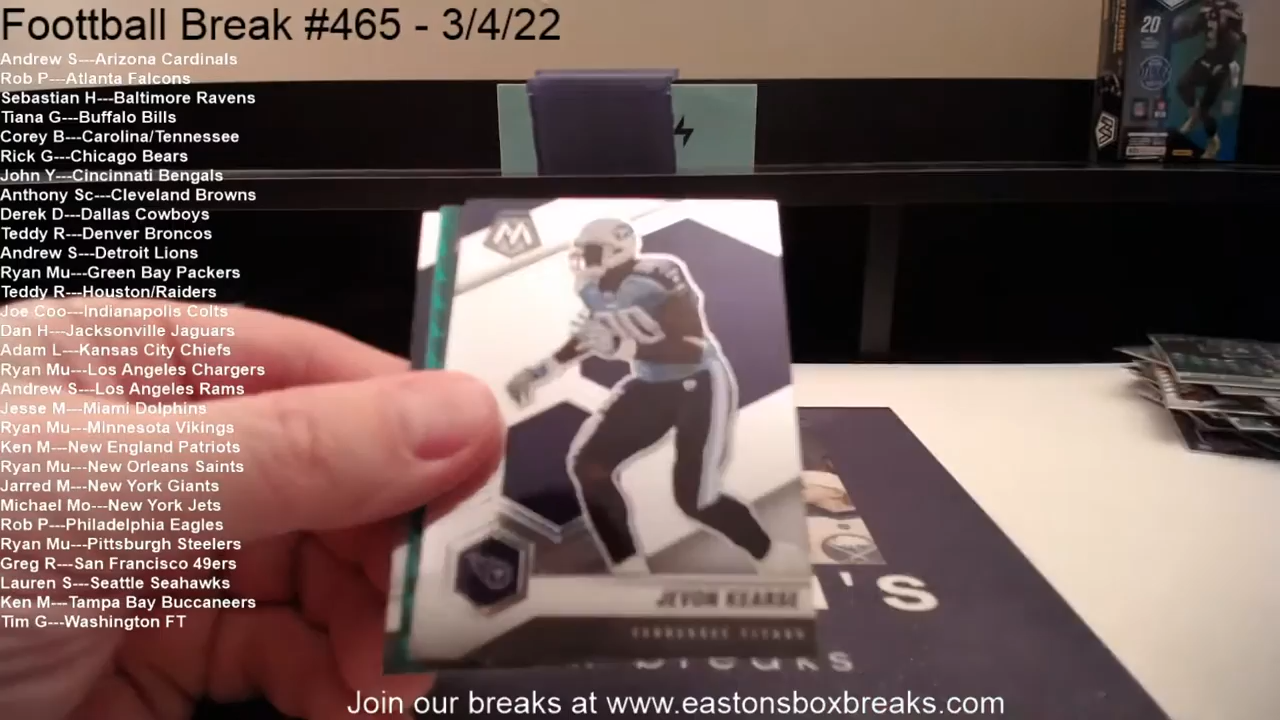 Foottball Break #465 - 3/4/22
Andrew S---Arizona Cardinals
Rob P---Atlanta Falcons
Sebastian H---Baltimore Ravens
Tiana G---Buffalo Bills
Corey B---Carolina/Tennessee
Rick G---Chicago Bears
John Y---Cincinnati Bengals
Anthony Sc---Cleveland Browns
Derek D---Dallas Cowboys
Teddy R---Denver Broncos
Andrew S---Detroit Lions
Ryan Mu---Green Bay Packers
Teddy R---Houston/Raiders
Joe Coo---Indianapolis Colts
Dan H---Jacksonville Jaguars
Adam L---Kansas City Chiefs
Ryan Mu---Los Angeles Chargers
Andrew S---Los Angeles Rams
Jesse M---Miami Dolphins
Ryan Mu---Minnesota Vikings
Ken M---New England Patriots
Ryan Mu---New Orleans Saints
Jarred M---New York Giants
Michael Mo---New York Jets
Rob P---Philadelphia Eagles
Ryan Mu---Pittsburgh Steelers
Greg R---San Francisco 49ers
Lauren S---Seattle Seahawks
Ken M---Tampa Bay Buccaneers
Tim G---Washington FT
20
M
90
JEVON KEARSE
TENNESSEE TITANS
'S
breaks
Join our breaks at www.eastonsboxbreaks.com